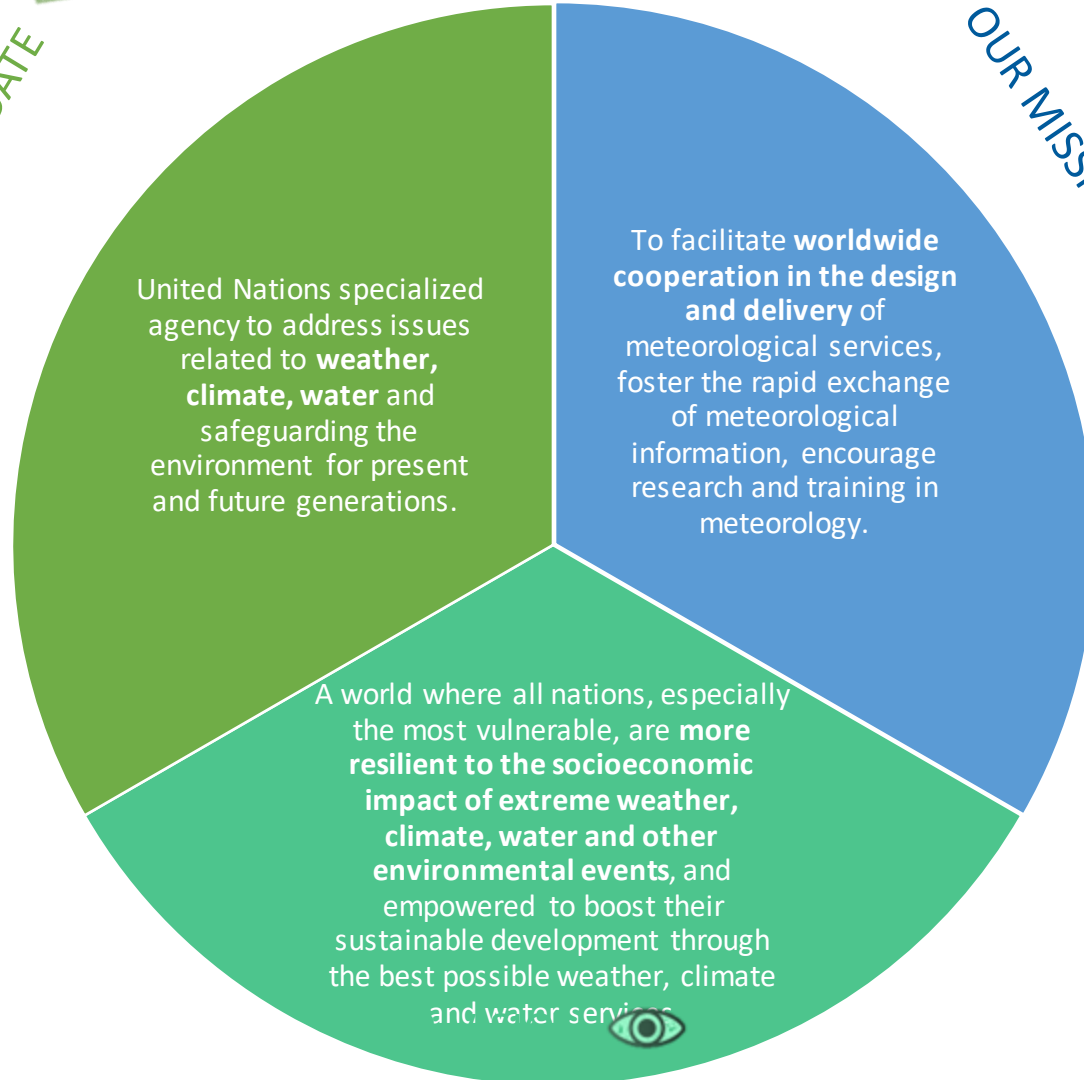 OUR
United Nations specialized
agency to address issues
related to weather,
climate, water and
safeguarding the
environment for present
and future generations.
To facilitate worldwide
cooperation in the design
and delivery of
meteorological services,
foster the rapid exchange
of meteorological
information, encourage
research and training in
meteorology.
A world where all nations, especially
the most vulnerable, are more
resilient to the socioeconomic
impact of extreme weather,
climate, water and other
environmental events, and
empowered to boost their
sustainable development through
the best possible weather, climate
and water services